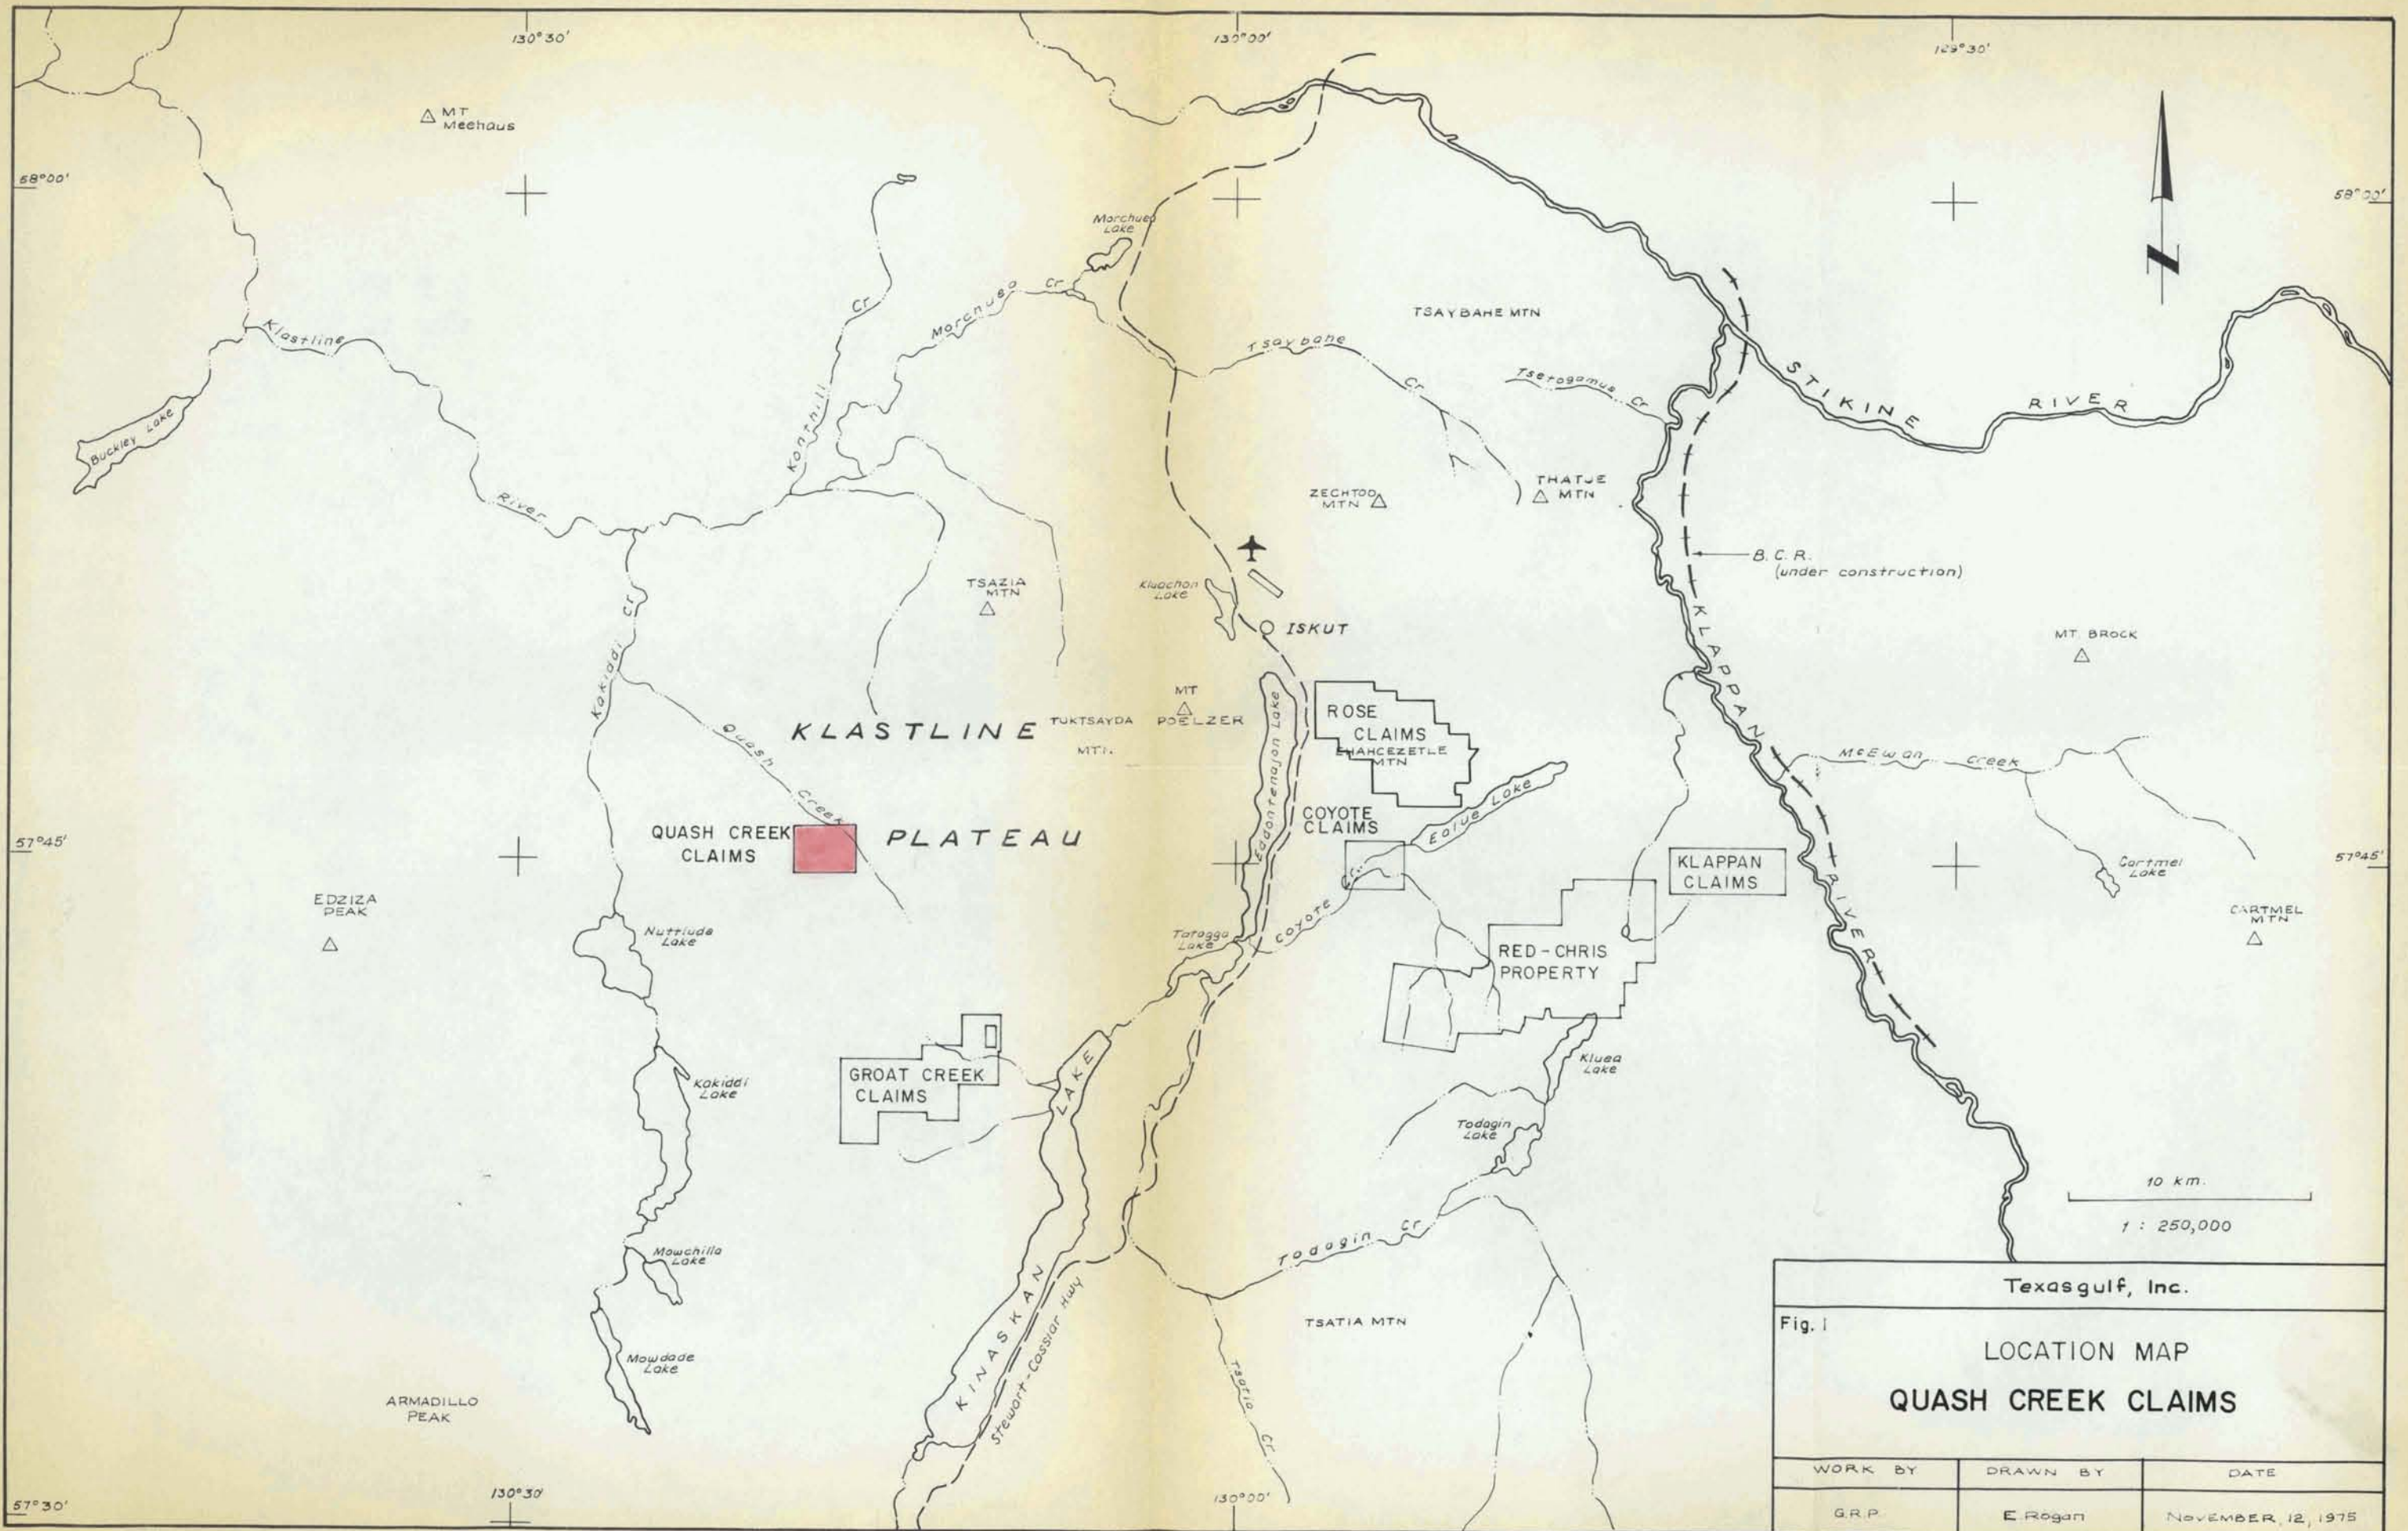 130°30'
130°00'
129°30'
MT
Meehaus
58°00'
58°00'
Morchuea
Lake
Cr
Morchuea
Cr
TSAYBAHE MTN
Klastline
Tsaybahe
Cr
Tsetogamus
Cr
STIKINE
RIVER
Buckley Lake
Konthill
River
ZECHTOO
MTN
THATUE
MTN
B.C.R.
(under construction)
TSAZIA
MTN
Kluachon
Lake
ISKUT
MT. BROCK
Kakiddi
Cr
KLAPPAN
RIVER
Quash
Creek
KLASTLINE
PLATEAU
TUKTSAYDA
MTN.
MT
POELZER
Eddontenajon Lake
ROSE
CLAIMS
EHAHCEZETLE
MTN
McEwan
Creek
COYOTE
CLAIMS
Ealue Lake
QUASH CREEK
CLAIMS
57°45'
57°45'
KLAPPAN
CLAIMS
Cartmel
Lake
EDZIZA
PEAK
Nuttlude
Lake
Tatogga
Lake
Coyote
Cr
CARTMEL
MTN
RED-CHRIS
PROPERTY
GROAT CREEK
CLAIMS
Kakiddi
Lake
KINASKAN
LAKE
Kluea
Lake
Todagin
Lake
10 km.
1 : 250,000
Todagin
Cr
Mowchilla
Lake
Stewart-Cassiar Hwy
TSATIA MTN
Tsatia
Cr
Mowdade
Lake
ARMADILLO
PEAK
57°30'
130°30'
130°00'
Texasgulf, Inc.
Fig. 1
LOCATION MAP
QUASH CREEK CLAIMS
WORK BY
DRAWN BY
DATE
G.R.P.
E. Rogan
NOVEMBER, 12, 1975
N